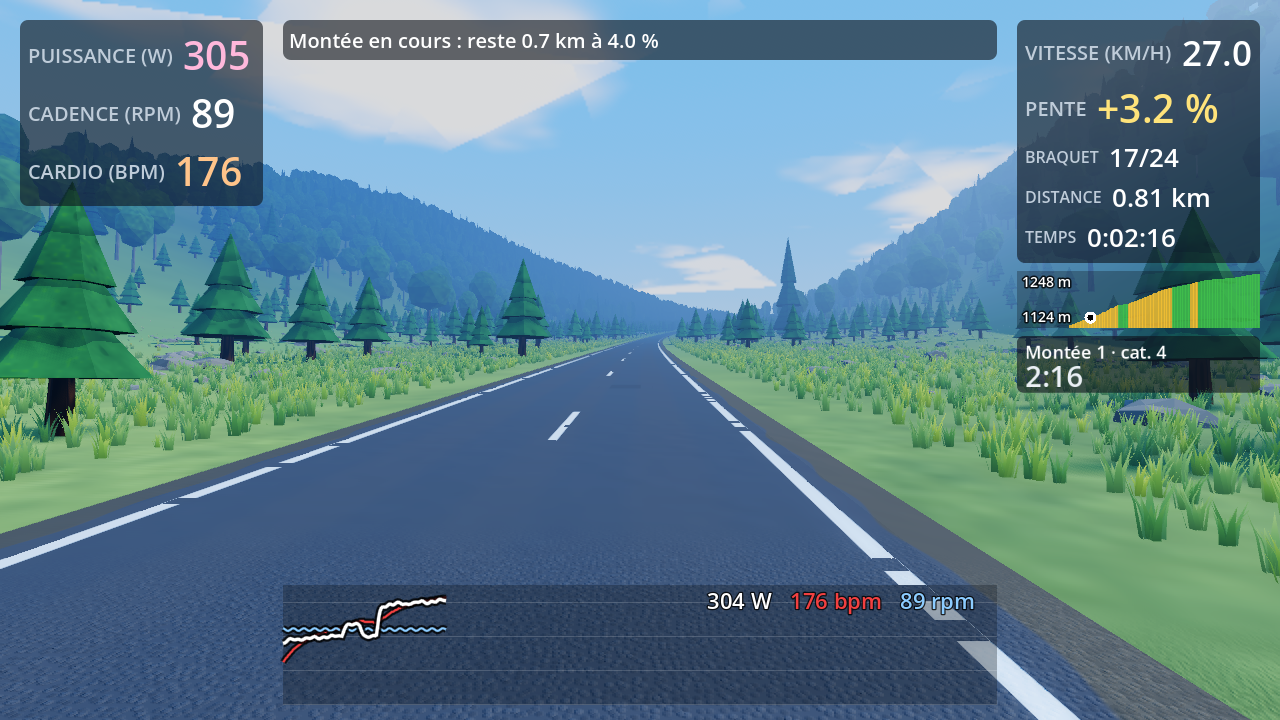 PUISSANCE (W) 305
CADENCE (RPM) 89
CARDIO (BPM) 176
Montée en cours : reste 0.7 km à 4.0 %
VITESSE (KM/H) 27.0
PENTE +3.2 %
BRAQUET 17/24
DISTANCE 0.81 km
TEMPS 0:02:16
1248 m
1124 m
Montée 1 · cat. 4
2:16
304 W 176 bpm 89 rpm